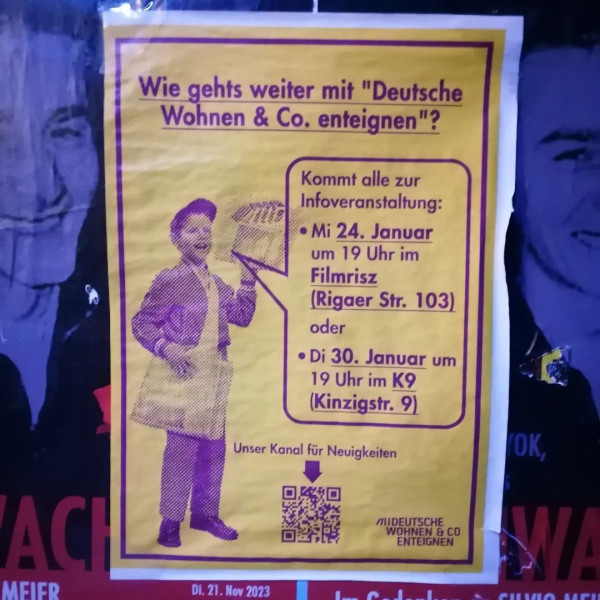 Wie gehts weiter mit "Deutsche
Wohnen & Co. enteignen"?
Kommt alle zur
Infoveranstaltung:
• Mi 24. Januar
um 19 Uhr im
Filmrisz
(Rigaer Str. 103)
oder
• Di 30. Januar um
19 Uhr im K9
(Kinzigstr. 9)
Unser Kanal für Neuigkeiten
DEUTSCHE
WOHNEN & CO
ENTEIGNEN
MEIER
Di. 21. Nov 2023